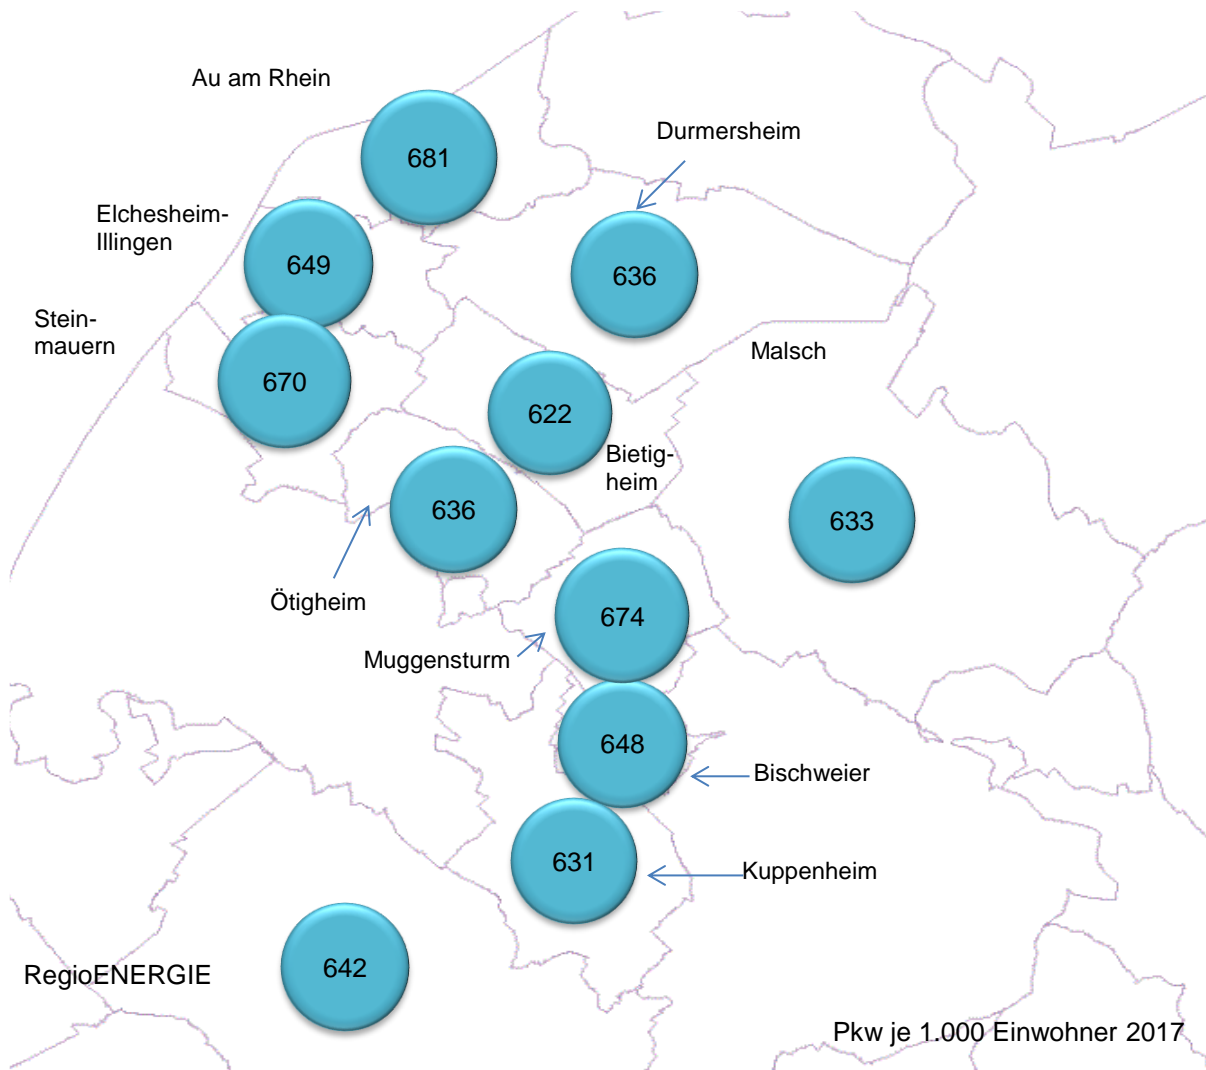 Au am Rhein
681
Durmersheim
Elchesheim-
Illingen
649
636
Stein-
mauern
670
Malsch
622
Bietig-
heim
636
633
Ötigheim
674
Muggensturm
648
Bischweier
631
Kuppenheim
RegioENERGIE
642
Pkw je 1.000 Einwohner 2017